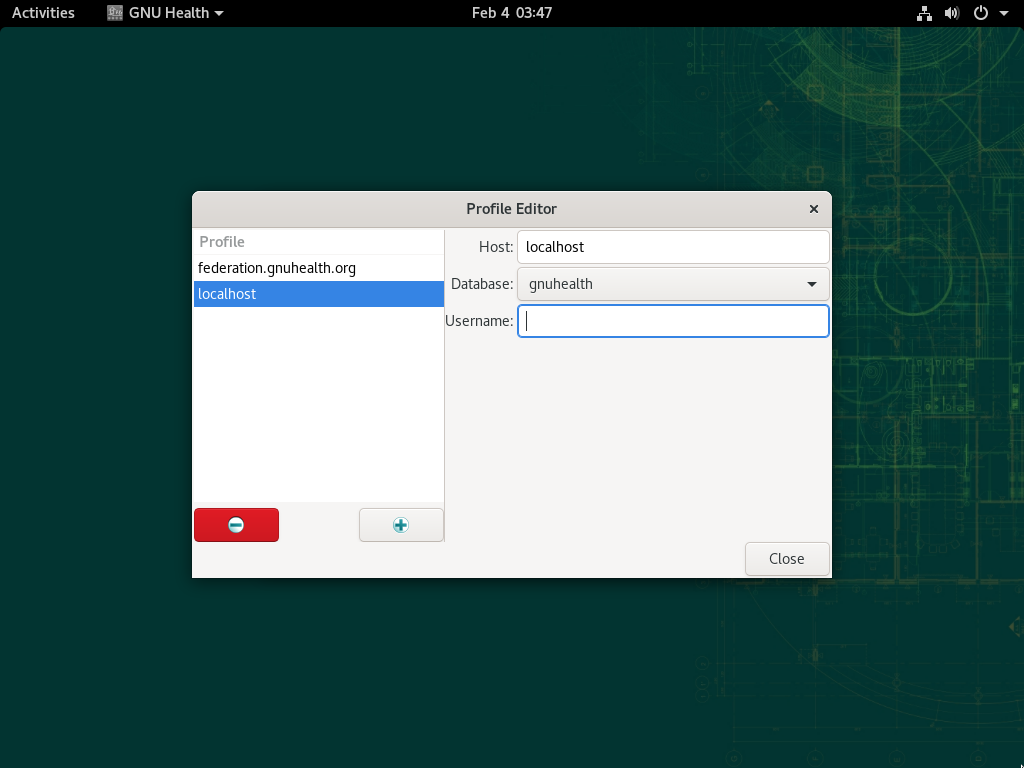 Activities GNU Health Feb 4 03:47
Profile Editor
Profile
federation.gnuhealth.org
localhost
Host: localhost
Database: gnuhealth
Username:
Close